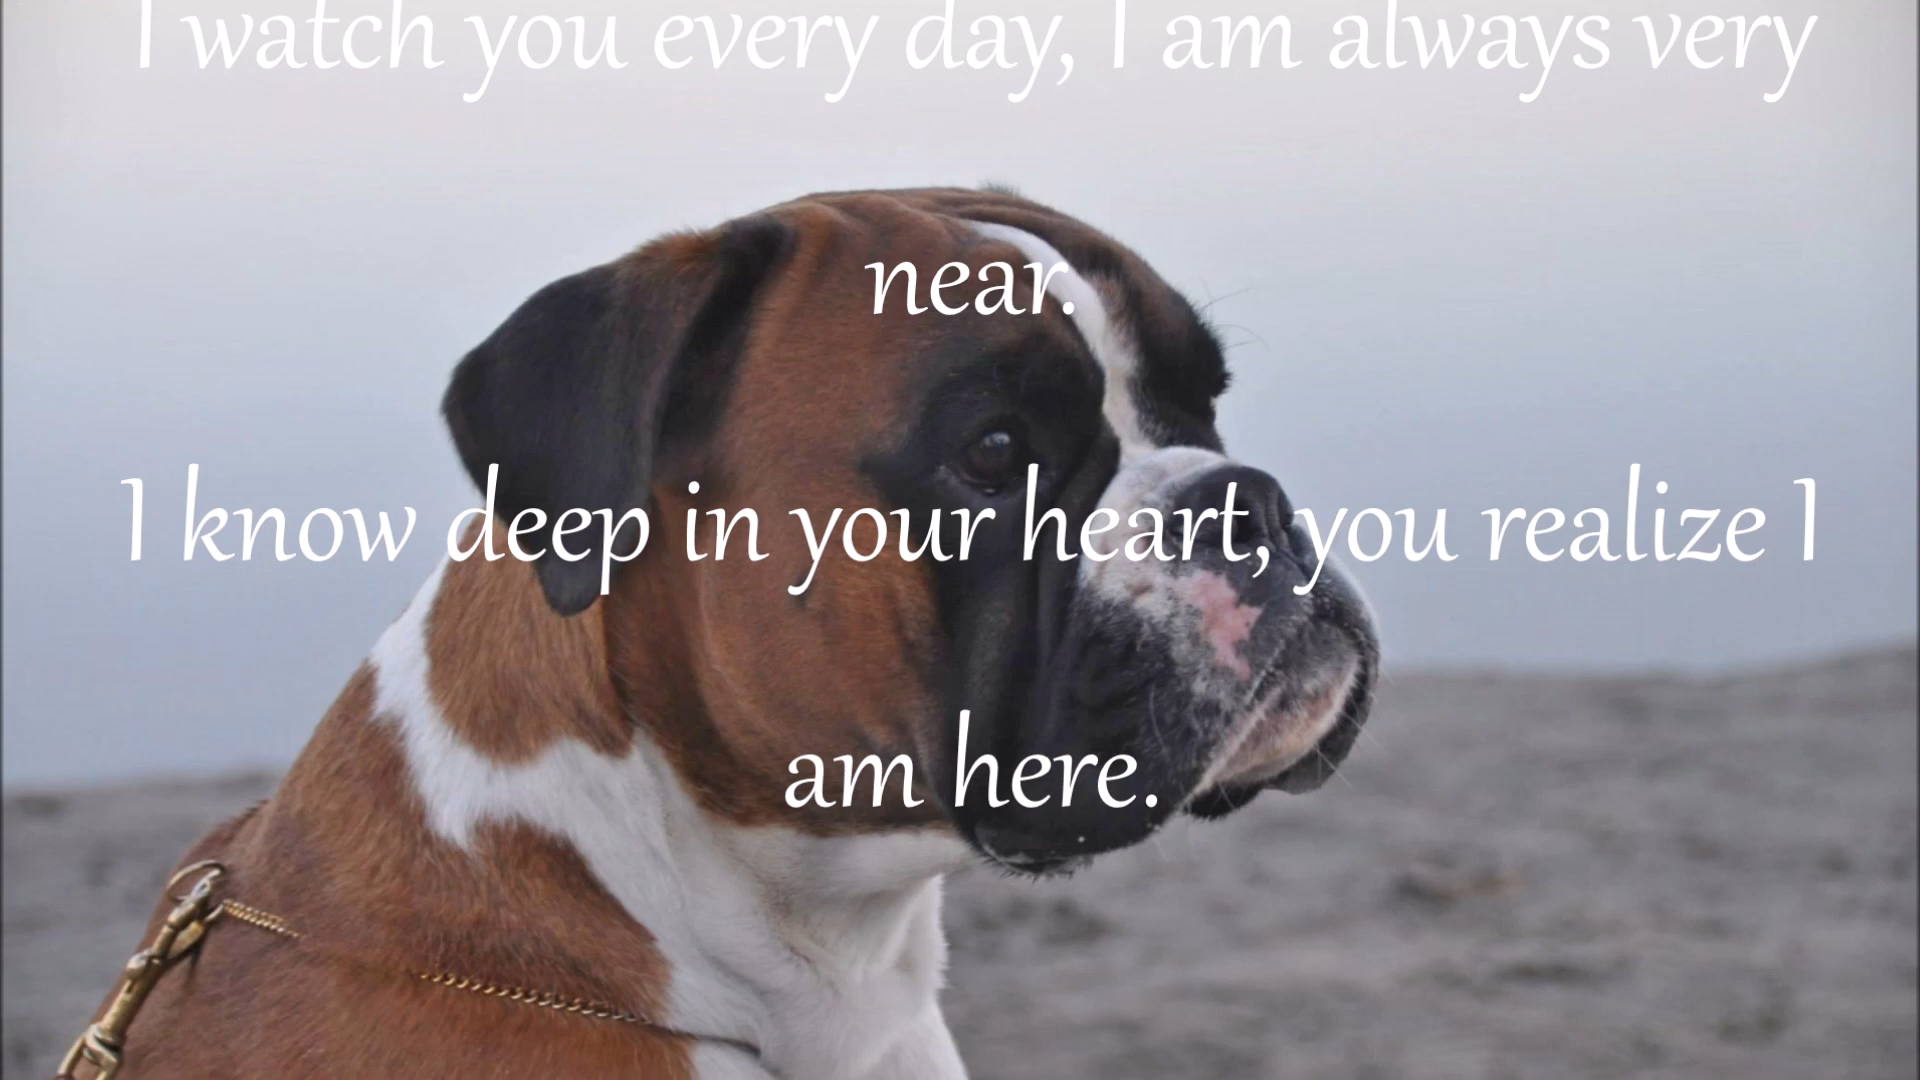 I watch you every day, I am always very
near.
I know deep in your heart, you realize I
am here.